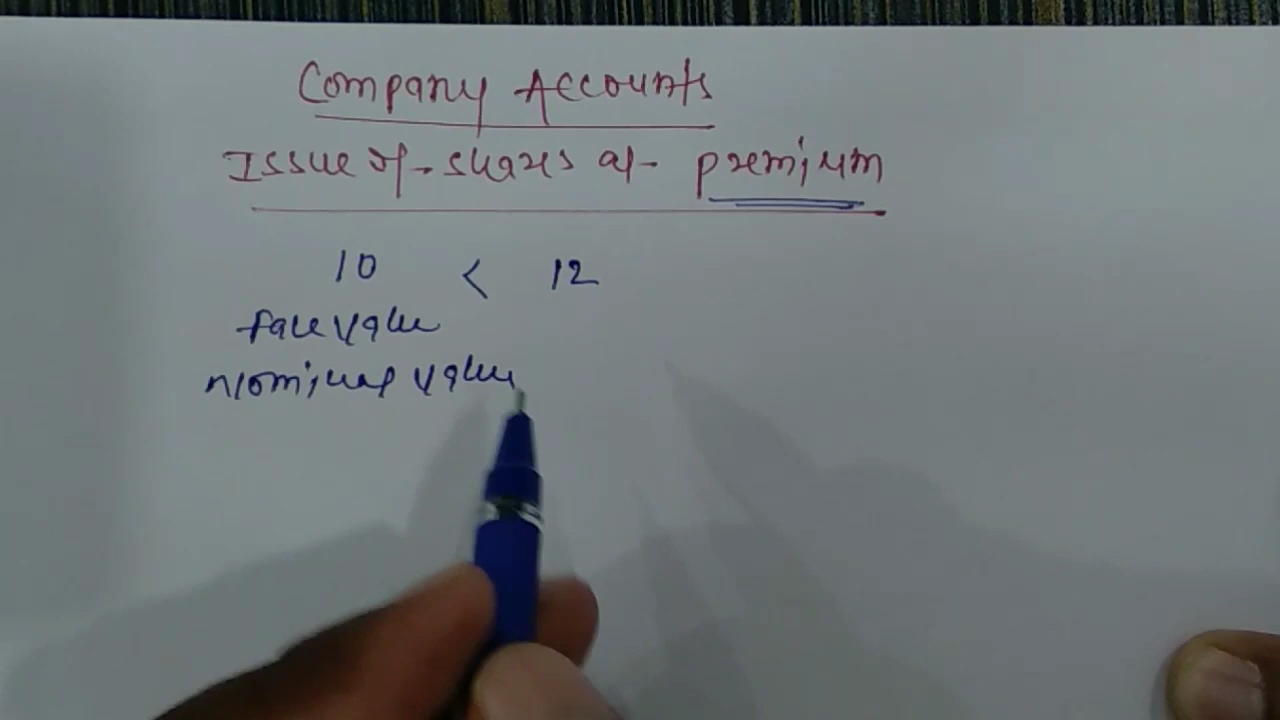 Company Accounts
Issue of shares at premium
10 < 12
face value
nominal value